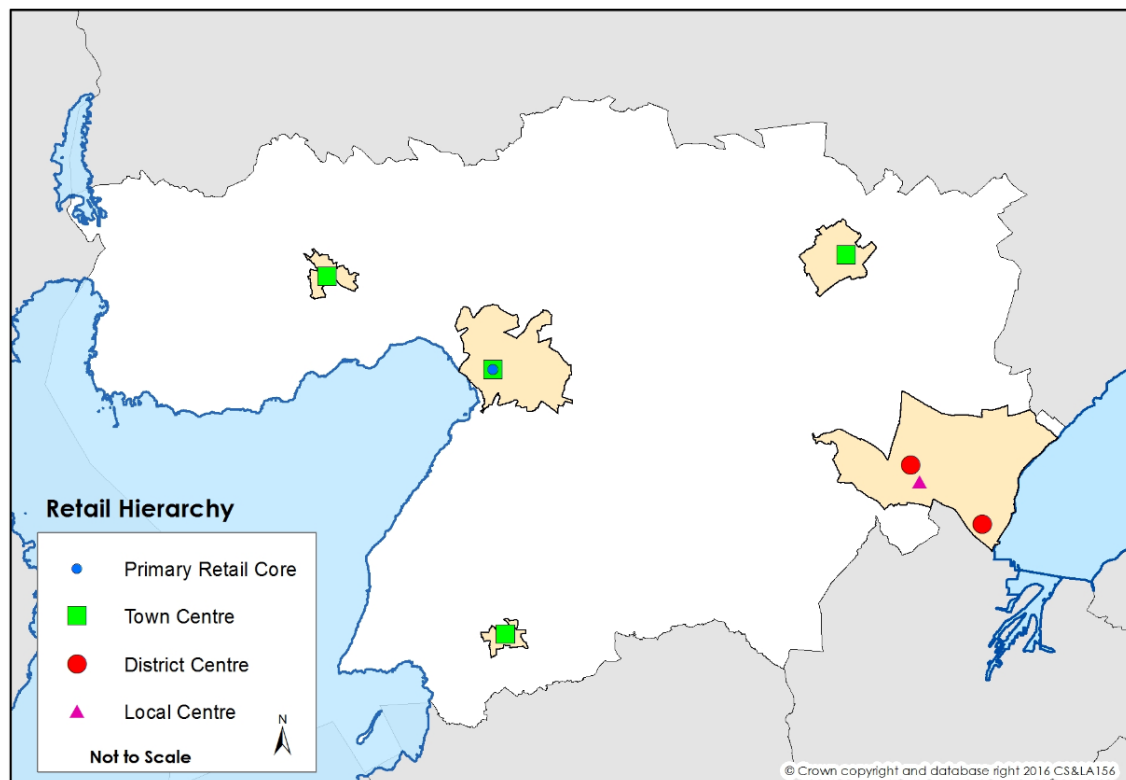 Retail Hierarchy
Primary Retail Core
Town Centre
District Centre
Local Centre
N
Not to Scale
© Crown copyright and database right 2016 CS&LA156